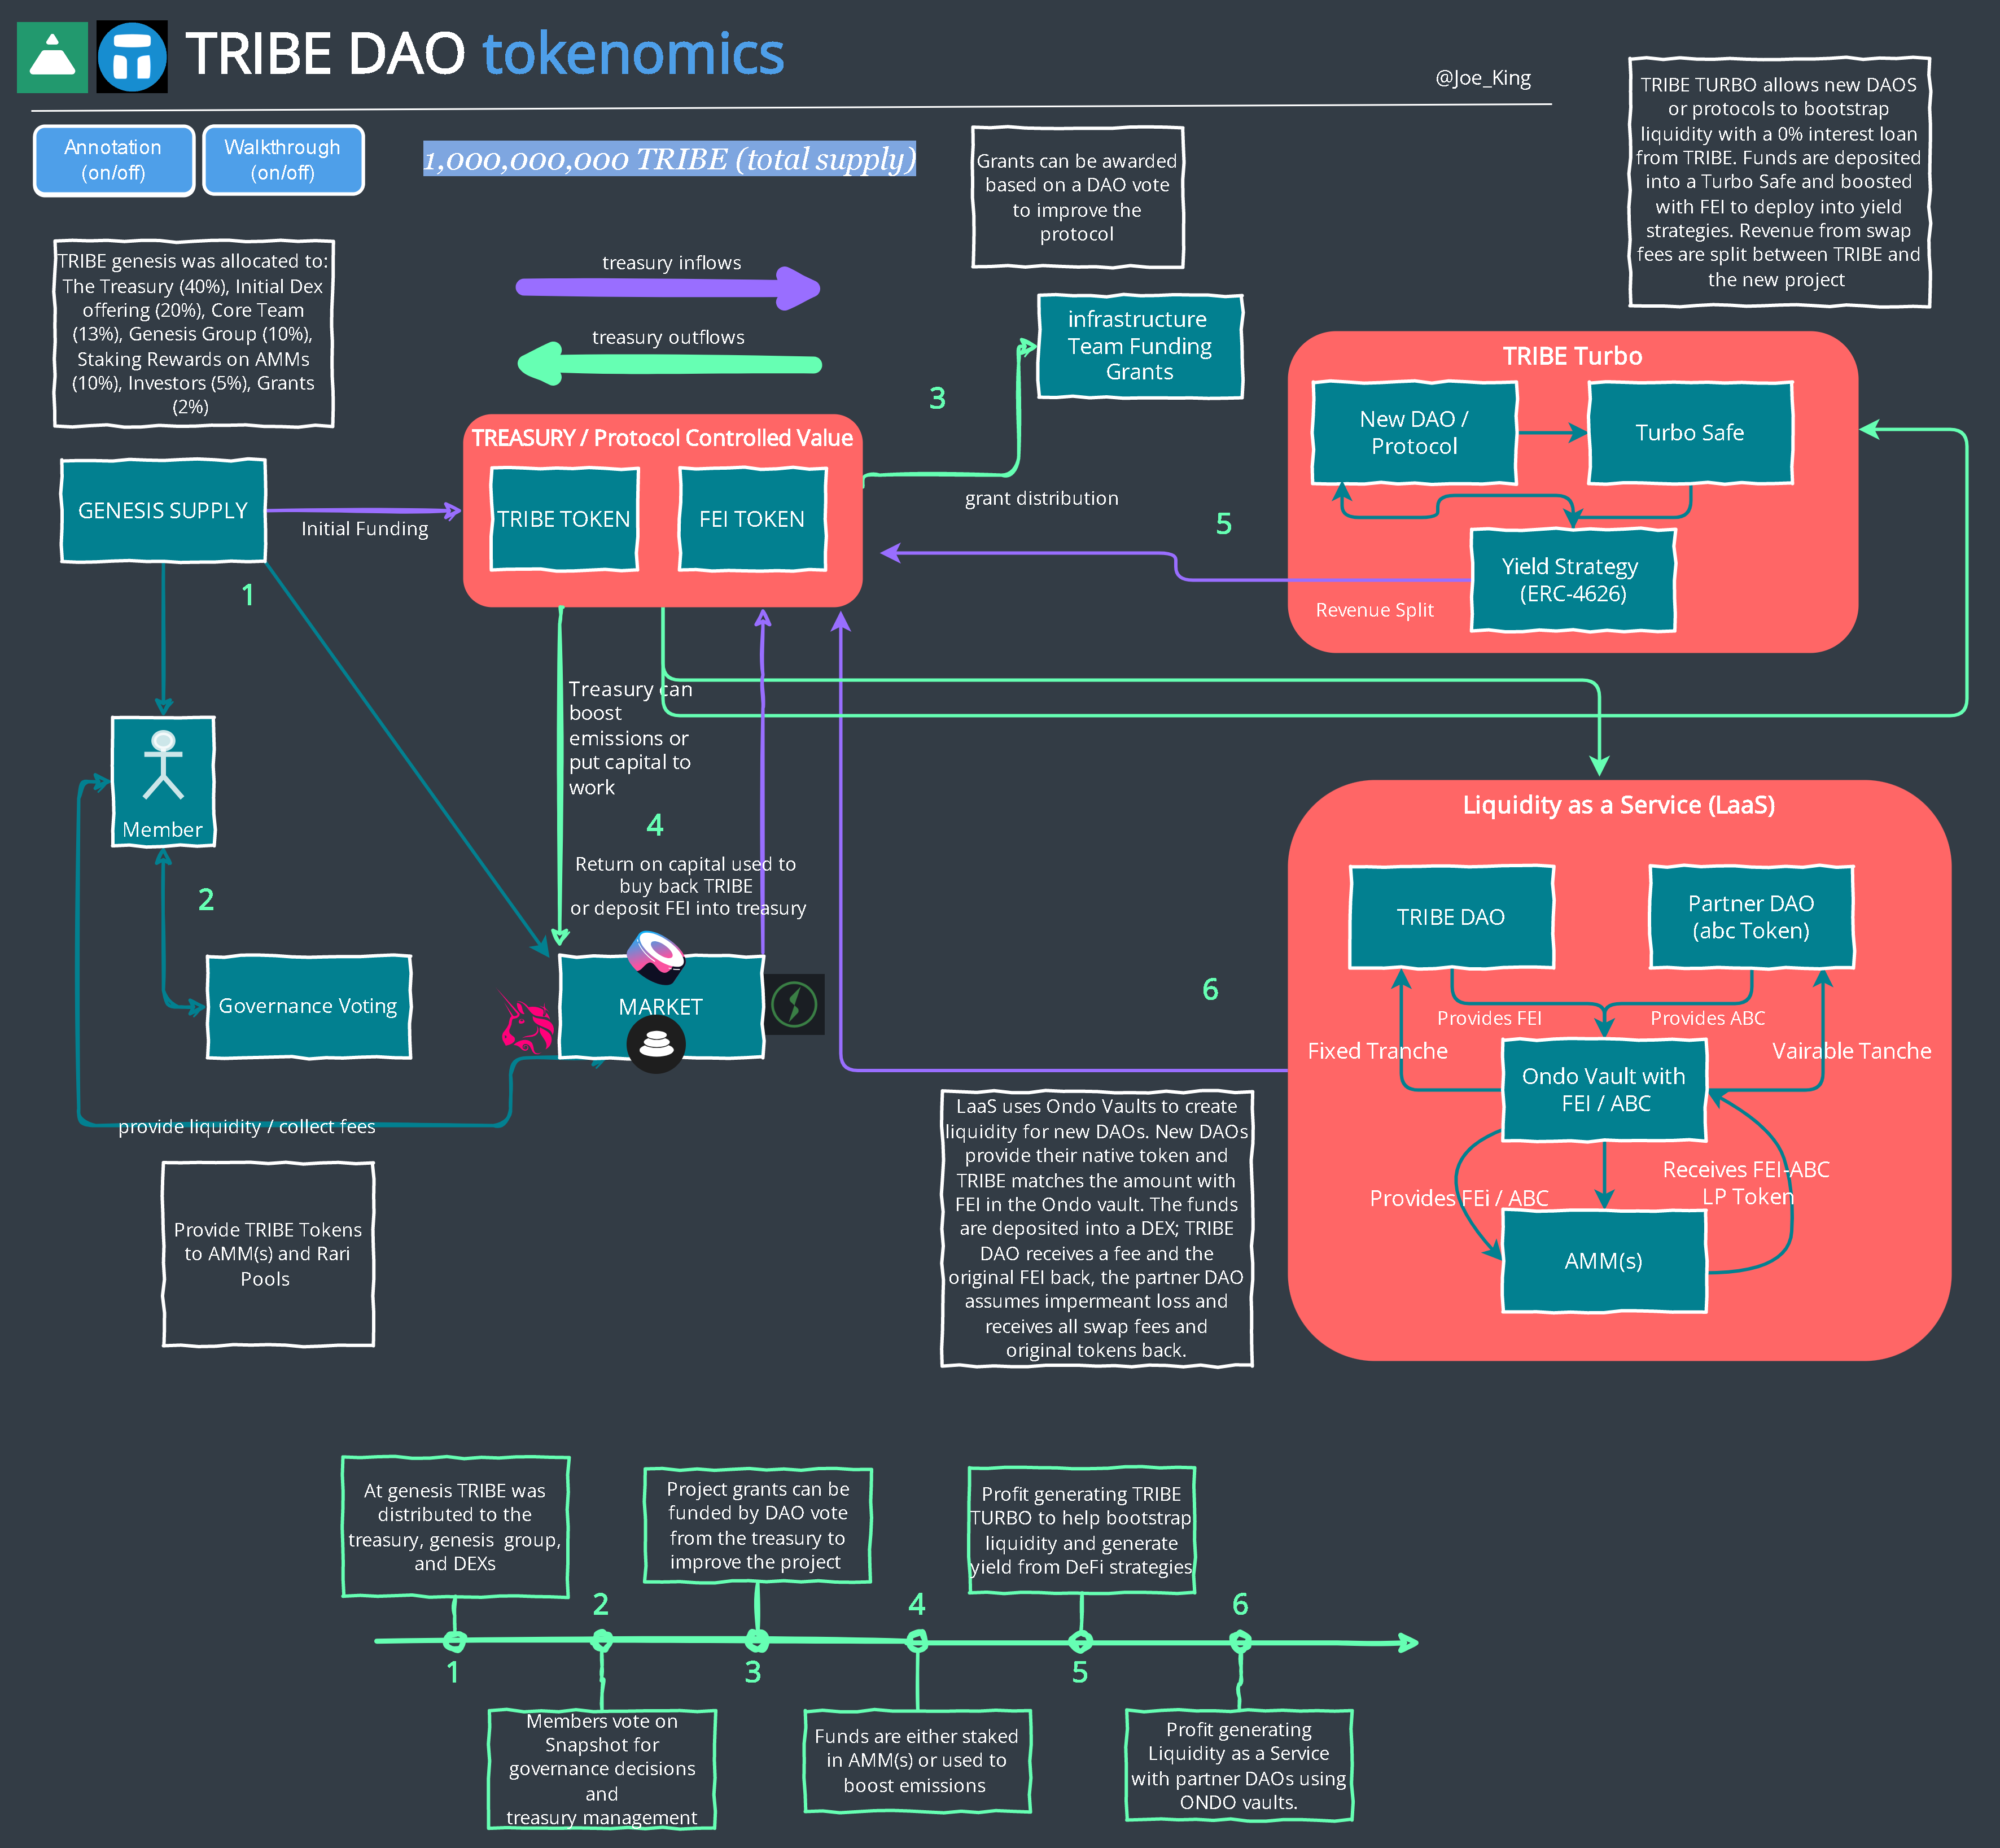 TRIBE DAO tokenomics
@Joe_King
Annotation
(on/off)
Walkthrough
(on/off)
1,000,000,000 TRIBE (total supply)
Grants can be awarded
based on a DAO vote
to improve the
protocol
TRIBE TURBO allows new DAOS
or protocols to bootstrap
liquidity with a 0% interest loan
from TRIBE. Funds are deposited
into a Turbo Safe and boosted
with FEI to deploy into yield
strategies. Revenue from swap
fees are split between TRIBE and
the new project
TRIBE genesis was allocated to:
The Treasury (40%), Initial Dex
offering (20%), Core Team
(13%), Genesis Group (10%),
Staking Rewards on AMMs
(10%), Investors (5%), Grants
(2%)
treasury inflows
treasury outflows
3
infrastructure
Team Funding
Grants
TREASURY / Protocol Controlled Value
TRIBE TOKEN
FEI TOKEN
GENESIS SUPPLY
Initial Funding
grant distribution
1
5
TRIBE Turbo
New DAO /
Protocol
Turbo Safe
Yield Strategy
(ERC-4626)
Revenue Split
Treasury can
boost
emissions or
put capital to
work
4
Return on capital used to
buy back TRIBE
or deposit FEI into treasury
Member
2
Governance Voting
MARKET
provide liquidity / collect fees
Provide TRIBE Tokens
to AMM(s) and Rari
Pools
6
Liquidity as a Service (LaaS)
TRIBE DAO
Partner DAO
(abc Token)
Provides FEI
Provides ABC
Fixed Tranche
Vairable Tanche
Ondo Vault with
FEI / ABC
Receives FEI-ABC
LP Token
Provides FEi / ABC
AMM(s)
LaaS uses Ondo Vaults to create
liquidity for new DAOs. New DAOs
provide their native token and
TRIBE matches the amount with
FEI in the Ondo vault. The funds
are deposited into a DEX; TRIBE
DAO receives a fee and the
original FEI back, the partner DAO
assumes impermeant loss and
receives all swap fees and
original tokens back.
At genesis TRIBE was
distributed to the
treasury, genesis group,
and DEXs
Project grants can be
funded by DAO vote
from the treasury to
improve the project
Profit generating TRIBE
TURBO to help bootstrap
liquidity and generate
yield from DeFi strategies
2
4
6
1
3
5
Members vote on
Snapshot for
governance decisions
and
treasury management
Funds are either staked
in AMM(s) or used to
boost emissions
Profit generating
Liquidity as a Service
with partner DAOs using
ONDO vaults.